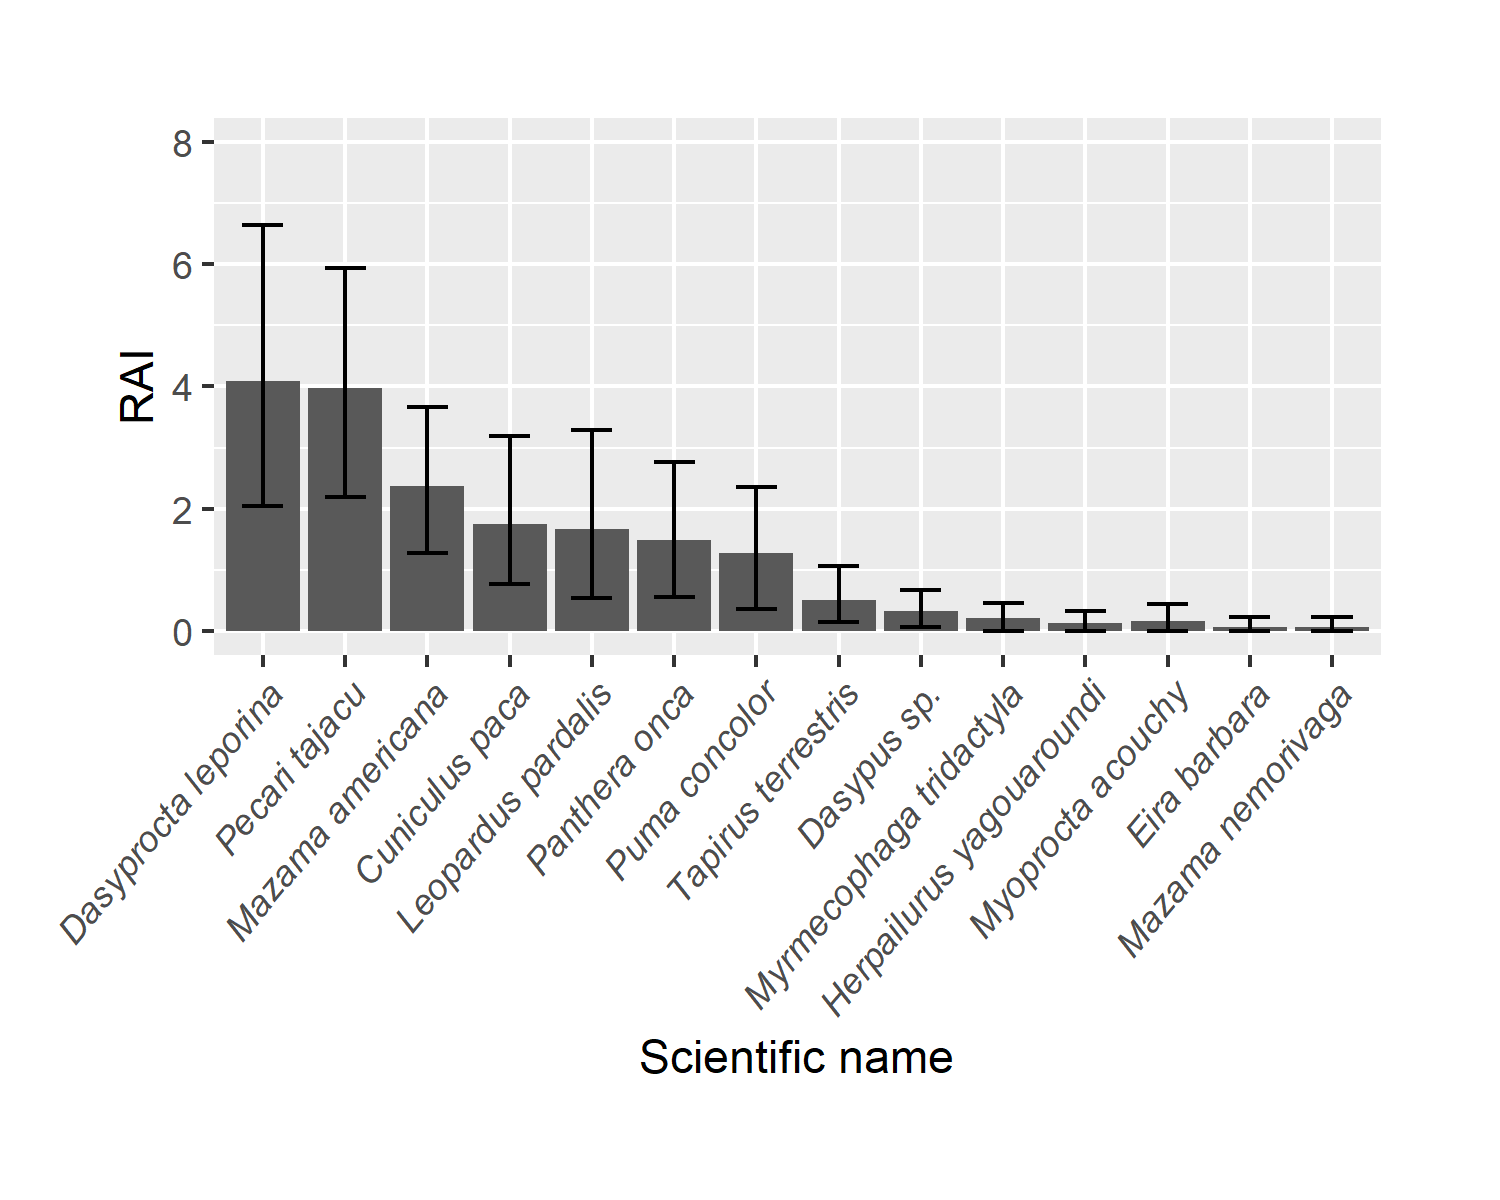 8
6
4
2
0
RAI
Dasyprocta leporina
Pecari tajacu
Mazama americana
Cuniculus paca
Leopardus pardalis
Panthera onca
Puma concolor
Tapirus terrestris
Dasypus sp.
Myrmecophaga tridactyla
Herpailurus yagouaroundi
Myoprocta acouchy
Eira barbara
Mazama nemorivaga
Scientific name